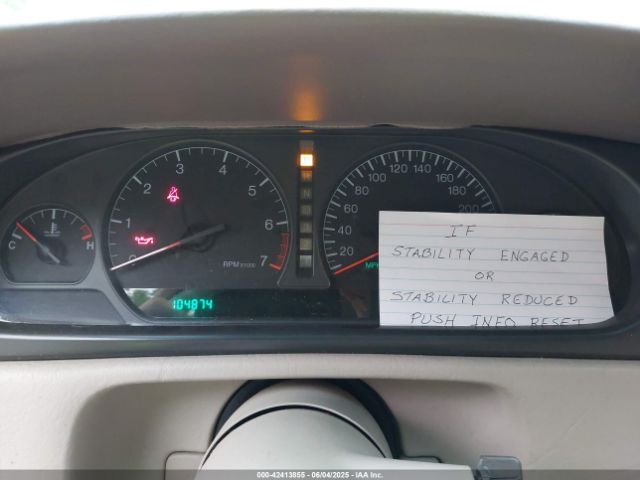 3
2 4
1 5
0 6
7
RPM X1000
C H
104874
20
40
60
80
100
120
140
160
180
200
MPH
IF
STABILITY ENGAGED
OR
STABILITY REDUCED
PUSH INFO RESET
000-42413855 | 06/04/2025 - IAA Inc.